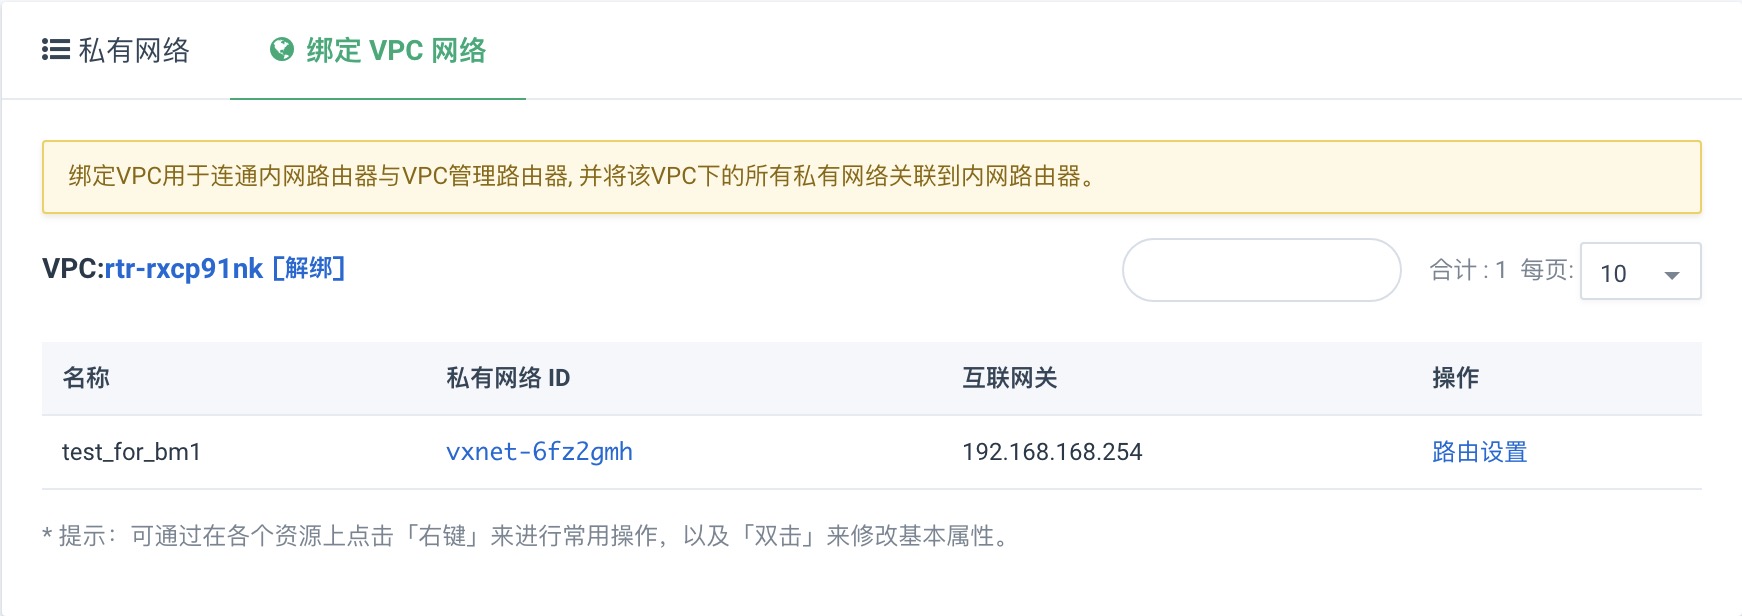 私有网络 绑定 VPC 网络
绑定VPC用于连通内网路由器与VPC管理路由器, 并将该VPC下的所有私有网络关联到内网路由器。
VPC:rtr-rxcp91nk [解绑] 合计 : 1 每页: 10
名称 私有网络 ID 互联网关 操作
test_for_bm1 vxnet-6fz2gmh 192.168.168.254 路由设置
* 提示：可通过在各个资源上点击「右键」来进行常用操作，以及「双击」来修改基本属性。